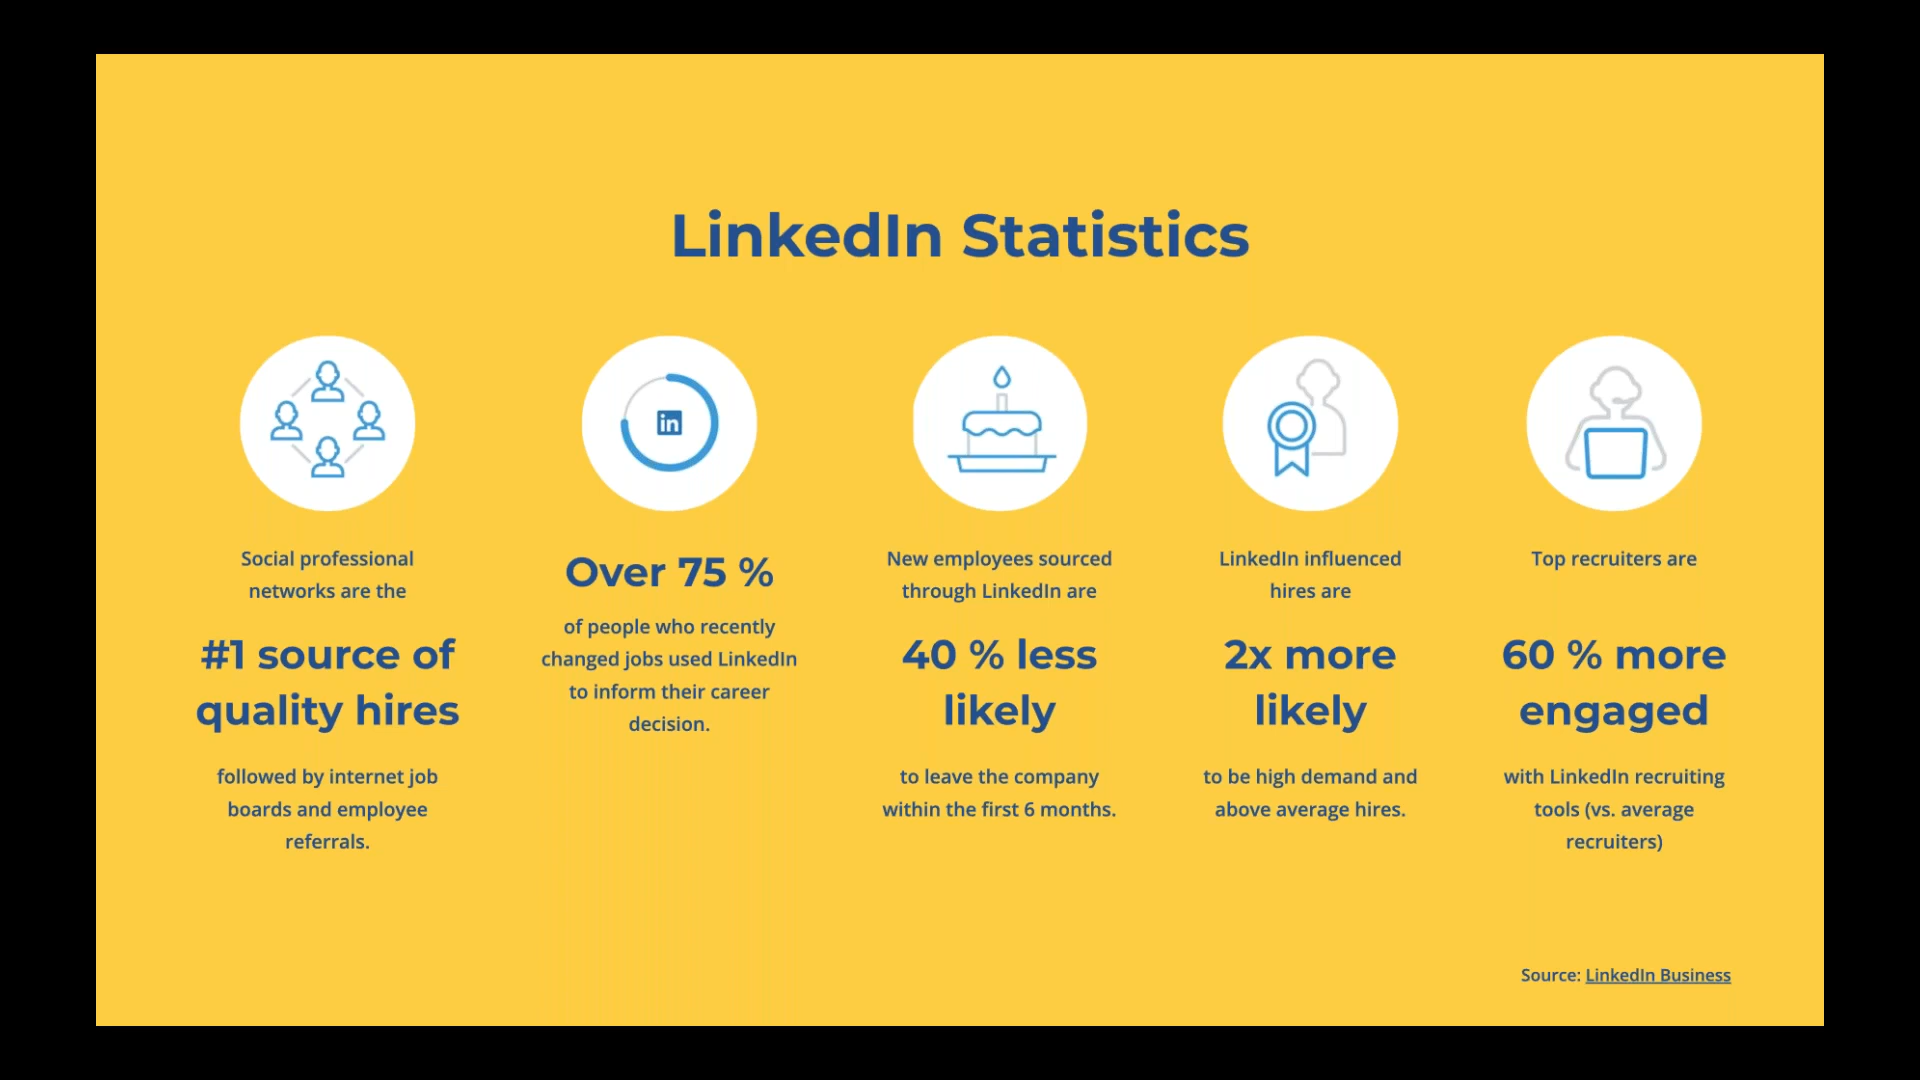 LinkedIn Statistics
in
Social professional
networks are the
#1 source of
quality hires
followed by internet job
boards and employee
referrals.
Over 75 %
of people who recently
changed jobs used LinkedIn
to inform their career
decision.
New employees sourced
through LinkedIn are
40 % less
likely
to leave the company
within the first 6 months.
LinkedIn influenced
hires are
2x more
likely
to be high demand and
above average hires.
Top recruiters are
60 % more
engaged
with LinkedIn recruiting
tools (vs. average
recruiters)
Source: LinkedIn Business